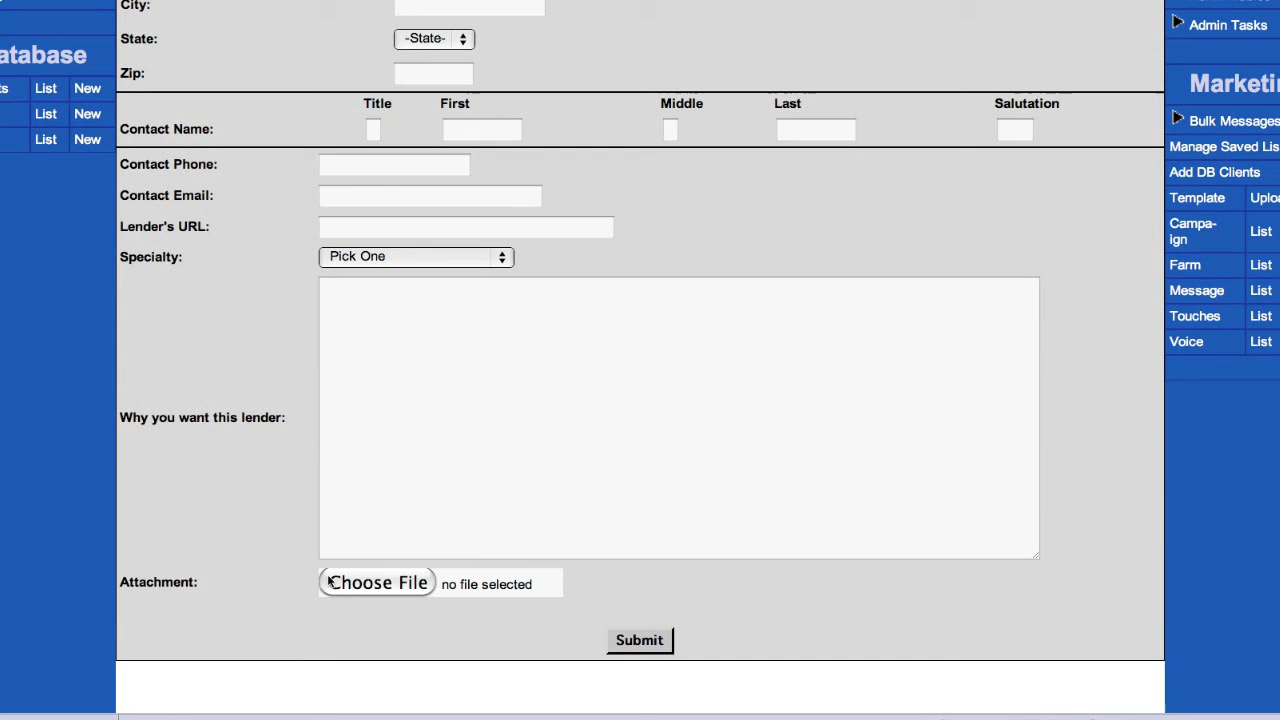 City:
State: -State-
Zip:
Title First Middle Last Salutation
Contact Name:
Contact Phone:
Contact Email:
Lender's URL:
Specialty: Pick One
Why you want this lender:
Attachment: Choose File no file selected
Submit
atabase
ts List New
List New
List New
Admin Tasks
Marketin
Bulk Messages
Manage Saved Lis
Add DB Clients
Template Uploa
Campa-
ign List
Farm List
Message List
Touches List
Voice List